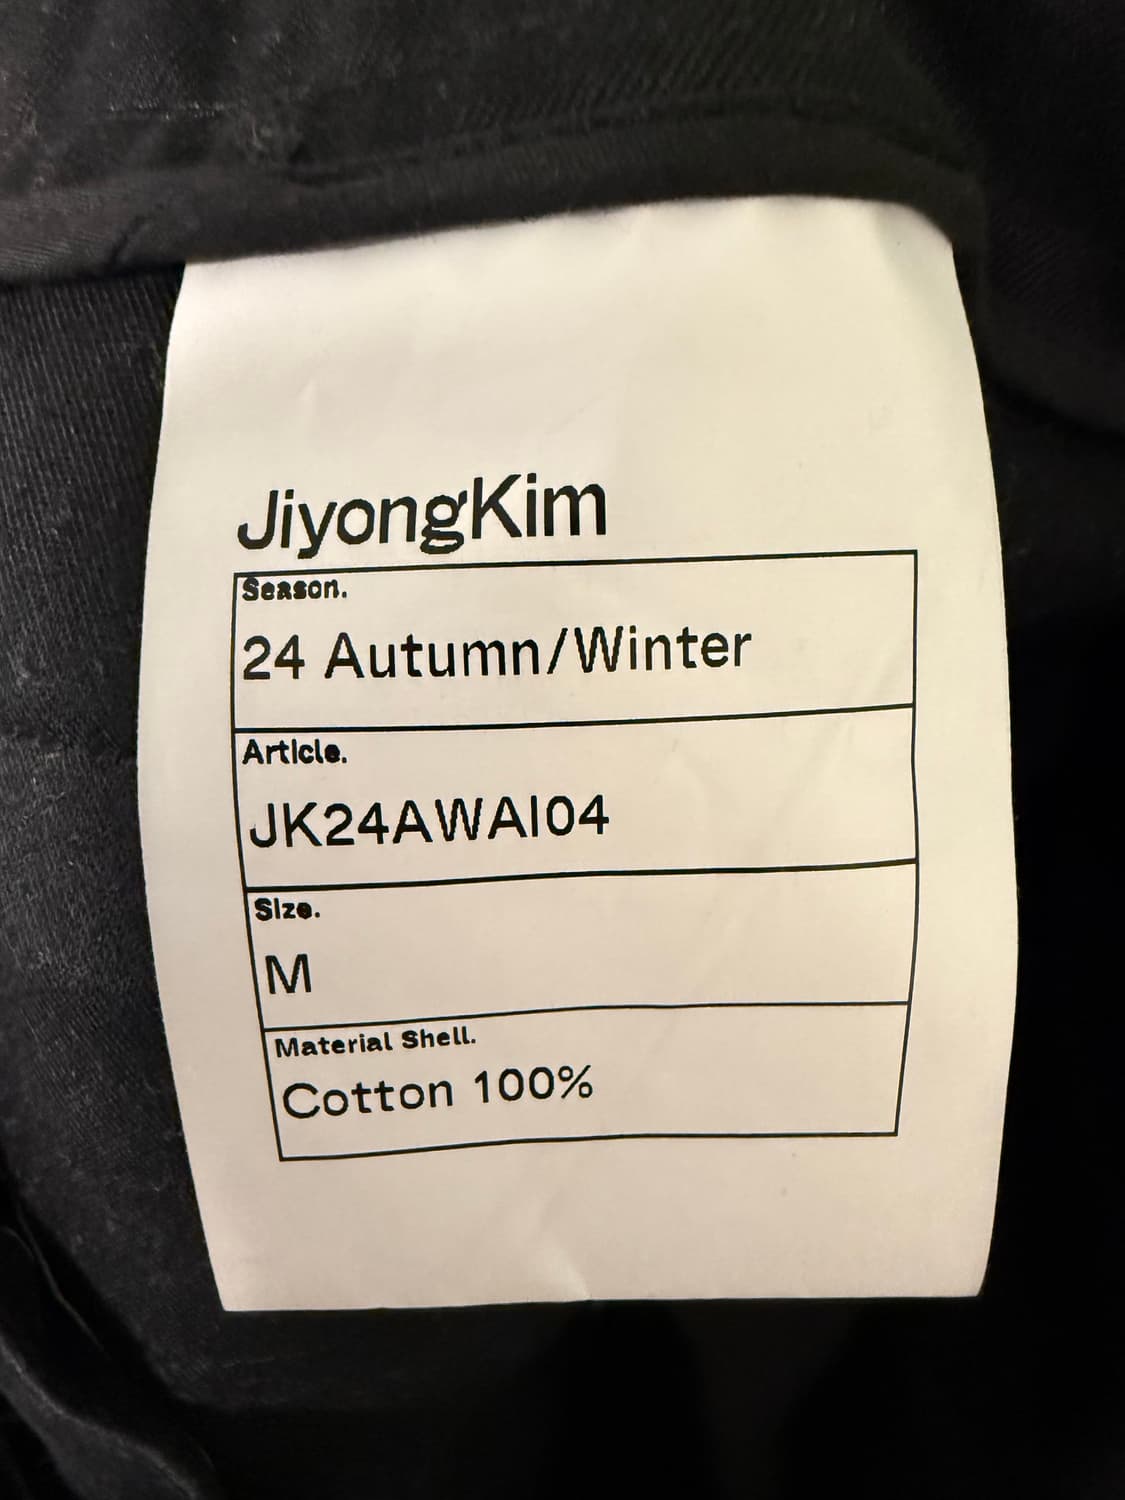 JiyongKim
Season.
24 Autumn/Winter
Article.
JK24AWAI04
Size.
M
Material Shell.
Cotton 100%